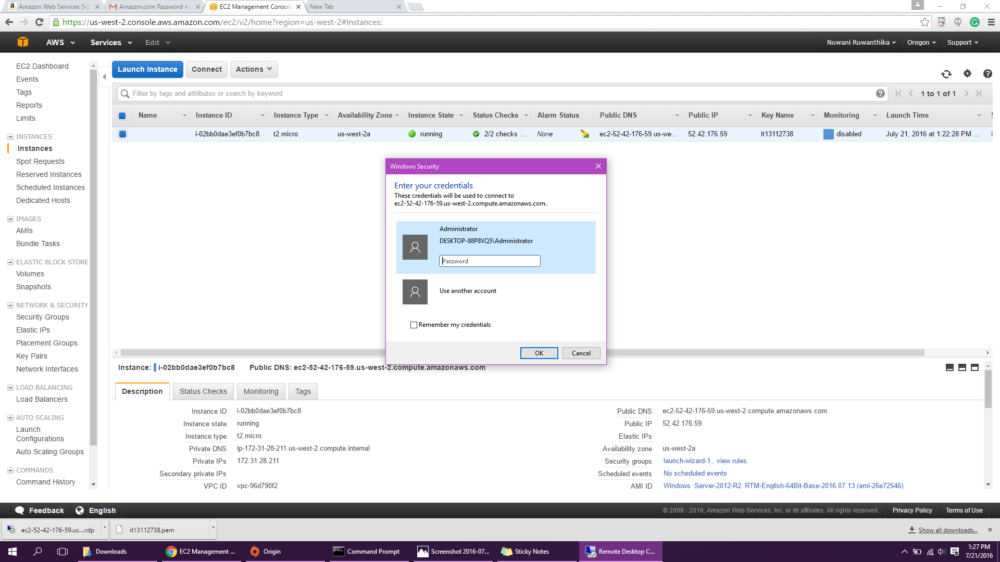 Amazon Web Services Sig
Amazon.com Password As
EC2 Management Console
New Tab
https://us-west-2.console.aws.amazon.com/ec2/v2/home?region=us-west-2#Instances:
AWS Services Edit
Nuwani Ruwanthika Oregon Support
EC2 Dashboard
Events
Tags
Reports
Limits
INSTANCES
Instances
Spot Requests
Reserved Instances
Scheduled Instances
Dedicated Hosts
IMAGES
AMIs
Bundle Tasks
ELASTIC BLOCK STORE
Volumes
Snapshots
NETWORK & SECURITY
Security Groups
Elastic IPs
Placement Groups
Key Pairs
Network Interfaces
LOAD BALANCING
Load Balancers
AUTO SCALING
Launch
Configurations
Auto Scaling Groups
COMMANDS
Command History
Launch Instance Connect Actions
Filter by tags and attributes or search by keyword
1 to 1 of 1
Name Instance ID Instance Type Availability Zone Instance State Status Checks Alarm Status Public DNS Public IP Key Name Monitoring Launch Time
i-02bb0dae3ef0b7bc8 t2.micro us-west-2a running 2/2 checks ... None ec2-52-42-176-59.us-we... 52.42.176.59 it13112738 disabled July 21, 2016 at 1:22:28 PM ...
Windows Security
Enter your credentials
These credentials will be used to connect to
ec2-52-42-176-59.us-west-2.compute.amazonaws.com.
Administrator
DESKTOP-88P8VQ5\Administrator
Password
Use another account
Remember my credentials
OK Cancel
Instance: i-02bb0dae3ef0b7bc8 Public DNS: ec2-52-42-176-59.us-west-2.compute.amazonaws.com
Description Status Checks Monitoring Tags
Instance ID i-02bb0dae3ef0b7bc8
Instance state running
Instance type t2.micro
Private DNS ip-172-31-28-211.us-west-2.compute.internal
Private IPs 172.31.28.211
Secondary private IPs
VPC ID vpc-96d790f2
Public DNS ec2-52-42-176-59.us-west-2.compute.amazonaws.com
Public IP 52.42.176.59
Elastic IPs
Availability zone us-west-2a
Security groups launch-wizard-1. view rules
Scheduled events No scheduled events
AMI ID Windows_Server-2012-R2_RTM-English-64Bit-Base-2016.07.13 (ami-26e72546)
Feedback English
© 2008 - 2016, Amazon Web Services, Inc. or its affiliates. All rights reserved. Privacy Policy Terms of Use
ec2-52-42-176-59.us....rdp
it13112738.pem
Show all downloads...
Downloads
EC2 Management ...
Origin
Command Prompt
Screenshot 2016-07...
Sticky Notes
Remote Desktop C...
1:27 PM
7/21/2016